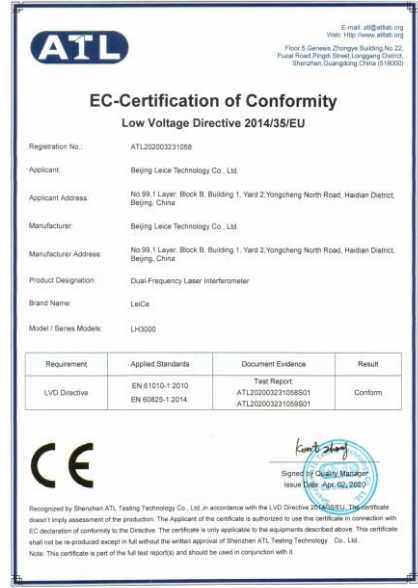 ATL
E-mail: atl@atllab.org
Web: Http://www.atllab.org
Floor.5,Genesis Zhongye Building,No.22,
Fuzai Road,Pingdi Street,Longgang District,
Shenzhen,Guangdong,China (518000)
EC-Certification of Conformity
Low Voltage Directive 2014/35/EU
Registration No.: ATL202003231058
Applicant: Beijing Leice Technology Co., Ltd.
Applicant Address: No.99,1 Layer, Block B, Building 1, Yard 2,Yongcheng North Road, Haidian District,
Beijing, China
Manufacturer: Beijing Leice Technology Co., Ltd.
Manufacturer Address: No.99,1 Layer, Block B, Building 1, Yard 2,Yongcheng North Road, Haidian District,
Beijing, China
Product Designation: Dual-Frequency Laser Interferometer
Brand Name: LeiCe
Model / Series Models: LH3000
Requirement Applied Standards Document Evidence Result
LVD Directive EN 61010-1:2010 Test Report: Conform
EN 60825-1:2014. ATL202003231058S01
ATL202003231059S01
CE
Signed by Quality Manager
Issue Date: Apr. 02, 2020
Recognized by Shenzhen ATL Testing Technology Co., Ltd, in accordance with the LVD Directive 2014/35/EU. The certificate
doesn't imply assessment of the production. The Applicant of the certificate is authorized to use this certificate in connection with
EC declaration of conformity to the Directive. The certificate is only applicable to the equipments described above. This certificate
shall not be re-produced except in full without the written approval of Shenzhen ATL Testing Technology Co., Ltd.
Note: This certificate is part of the full test report(s) and should be used in conjunction with it.